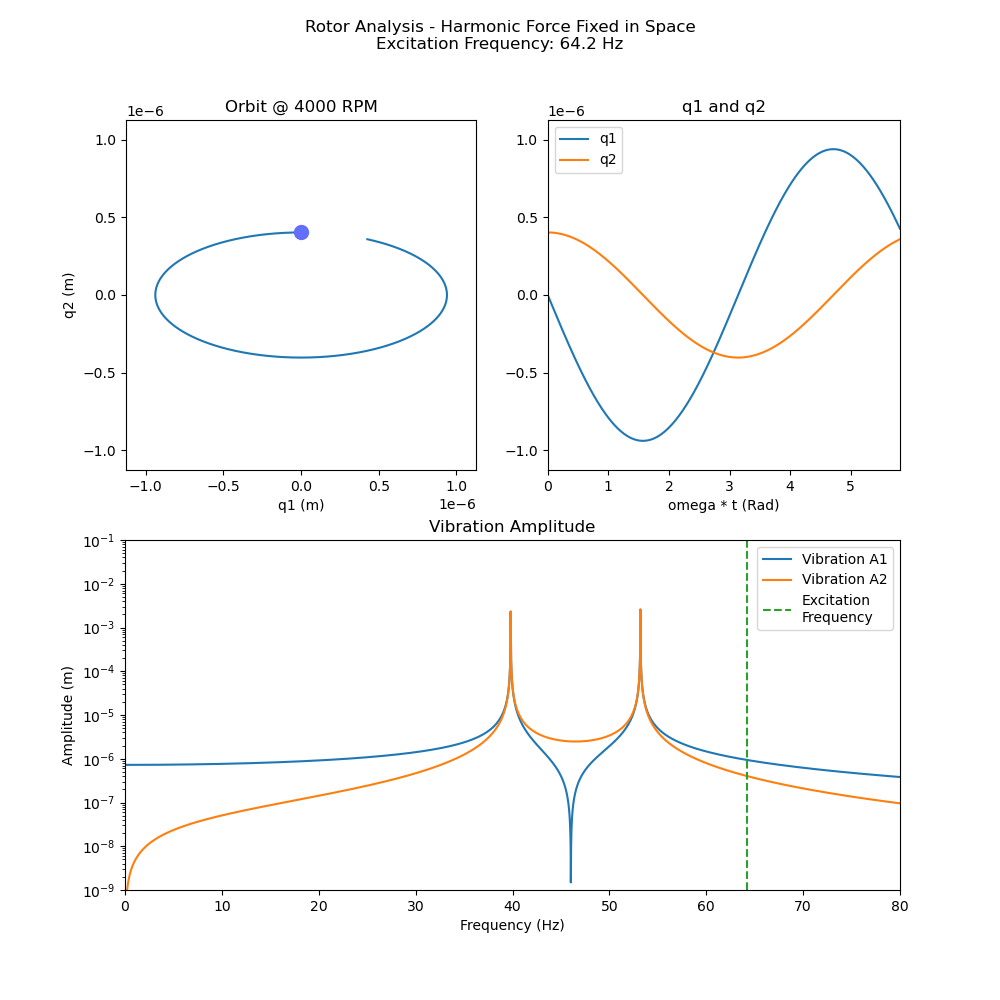 Rotor Analysis - Harmonic Force Fixed in Space
Excitation Frequency: 64.2 Hz
Orbit @ 4000 RPM
1e−6
1.0
0.5
0.0
−0.5
−1.0
q2 (m)
−1.0 −0.5 0.0 0.5 1.0
q1 (m)
1e−6
q1 and q2
1e−6
q1
q2
1.0
0.5
0.0
−0.5
−1.0
0 1 2 3 4 5
omega * t (Rad)
Vibration Amplitude
Vibration A1
Vibration A2
Excitation
Frequency
10⁻¹
10⁻²
10⁻³
10⁻⁴
10⁻⁵
10⁻⁶
10⁻⁷
10⁻⁸
10⁻⁹
Amplitude (m)
0 10 20 30 40 50 60 70 80
Frequency (Hz)